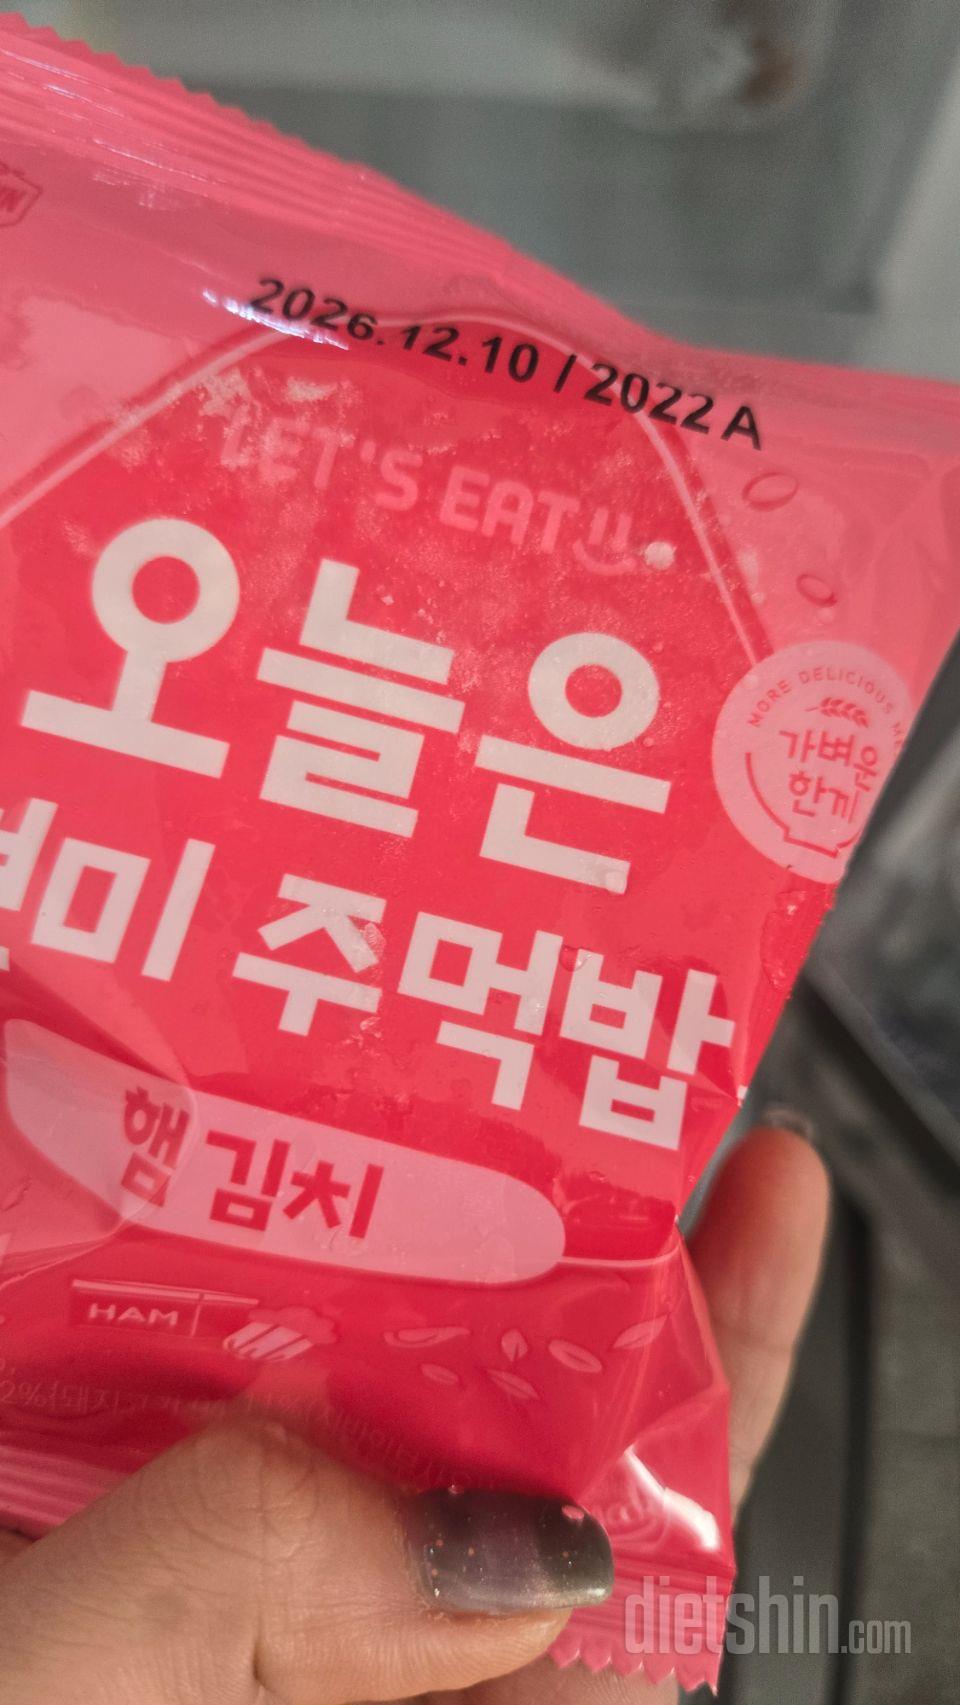 2026.12.10 / 2022 A
LET'S EAT
오늘은
MORE DELICIOUS
가벼운
한끼
현미 주먹밥
햄 김치
HAM
dietshin.com